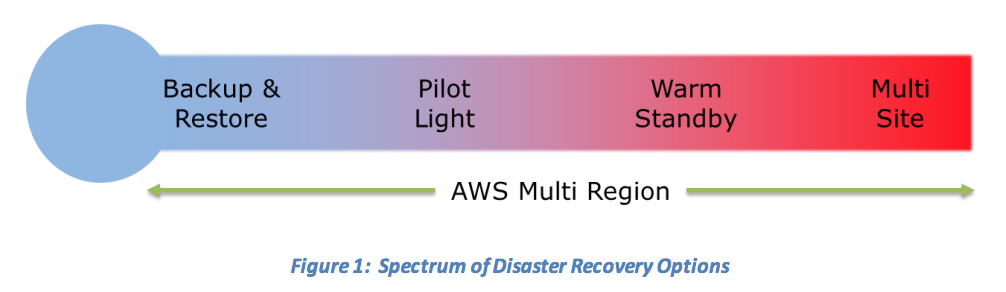 Backup &
Restore
Pilot
Light
Warm
Standby
Multi
Site
AWS Multi Region
Figure 1: Spectrum of Disaster Recovery Options